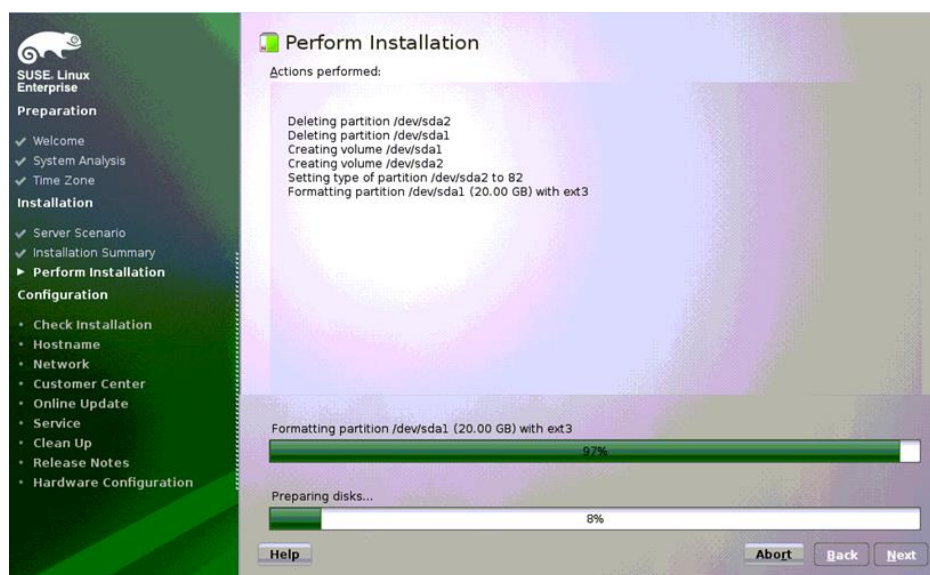 SUSE. Linux
Enterprise
Preparation
Welcome
System Analysis
Time Zone
Installation
Server Scenario
Installation Summary
Perform Installation
Configuration
Check Installation
Hostname
Network
Customer Center
Online Update
Service
Clean Up
Release Notes
Hardware Configuration
Perform Installation
Actions performed:
Deleting partition /dev/sda2
Deleting partition /dev/sda1
Creating volume /dev/sda1
Creating volume /dev/sda2
Setting type of partition /dev/sda2 to 82
Formatting partition /dev/sda1 (20.00 GB) with ext3
Formatting partition /dev/sda1 (20.00 GB) with ext3
97%
Preparing disks...
8%
Help Abort Back Next